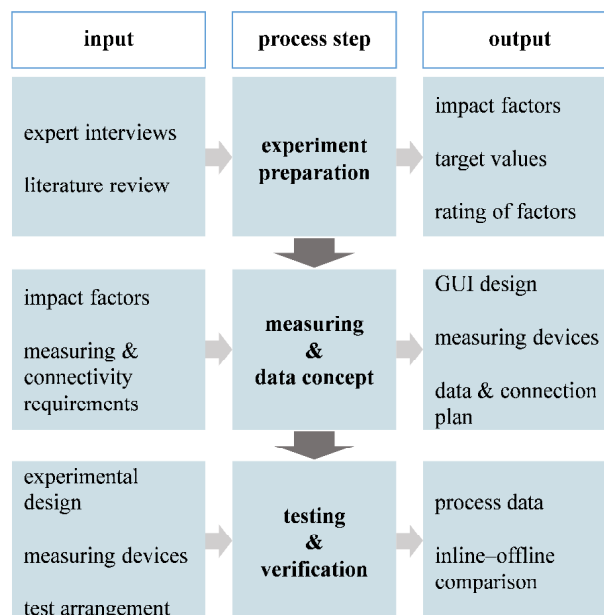 input
process step
output
expert interviews
literature review
experiment
preparation
impact factors
target values
rating of factors
impact factors
measuring &
connectivity
requirements
measuring
&
data concept
GUI design
measuring devices
data & connection
plan
experimental
design
measuring devices
test arrangement
testing
&
verification
process data
inline–offline
comparison